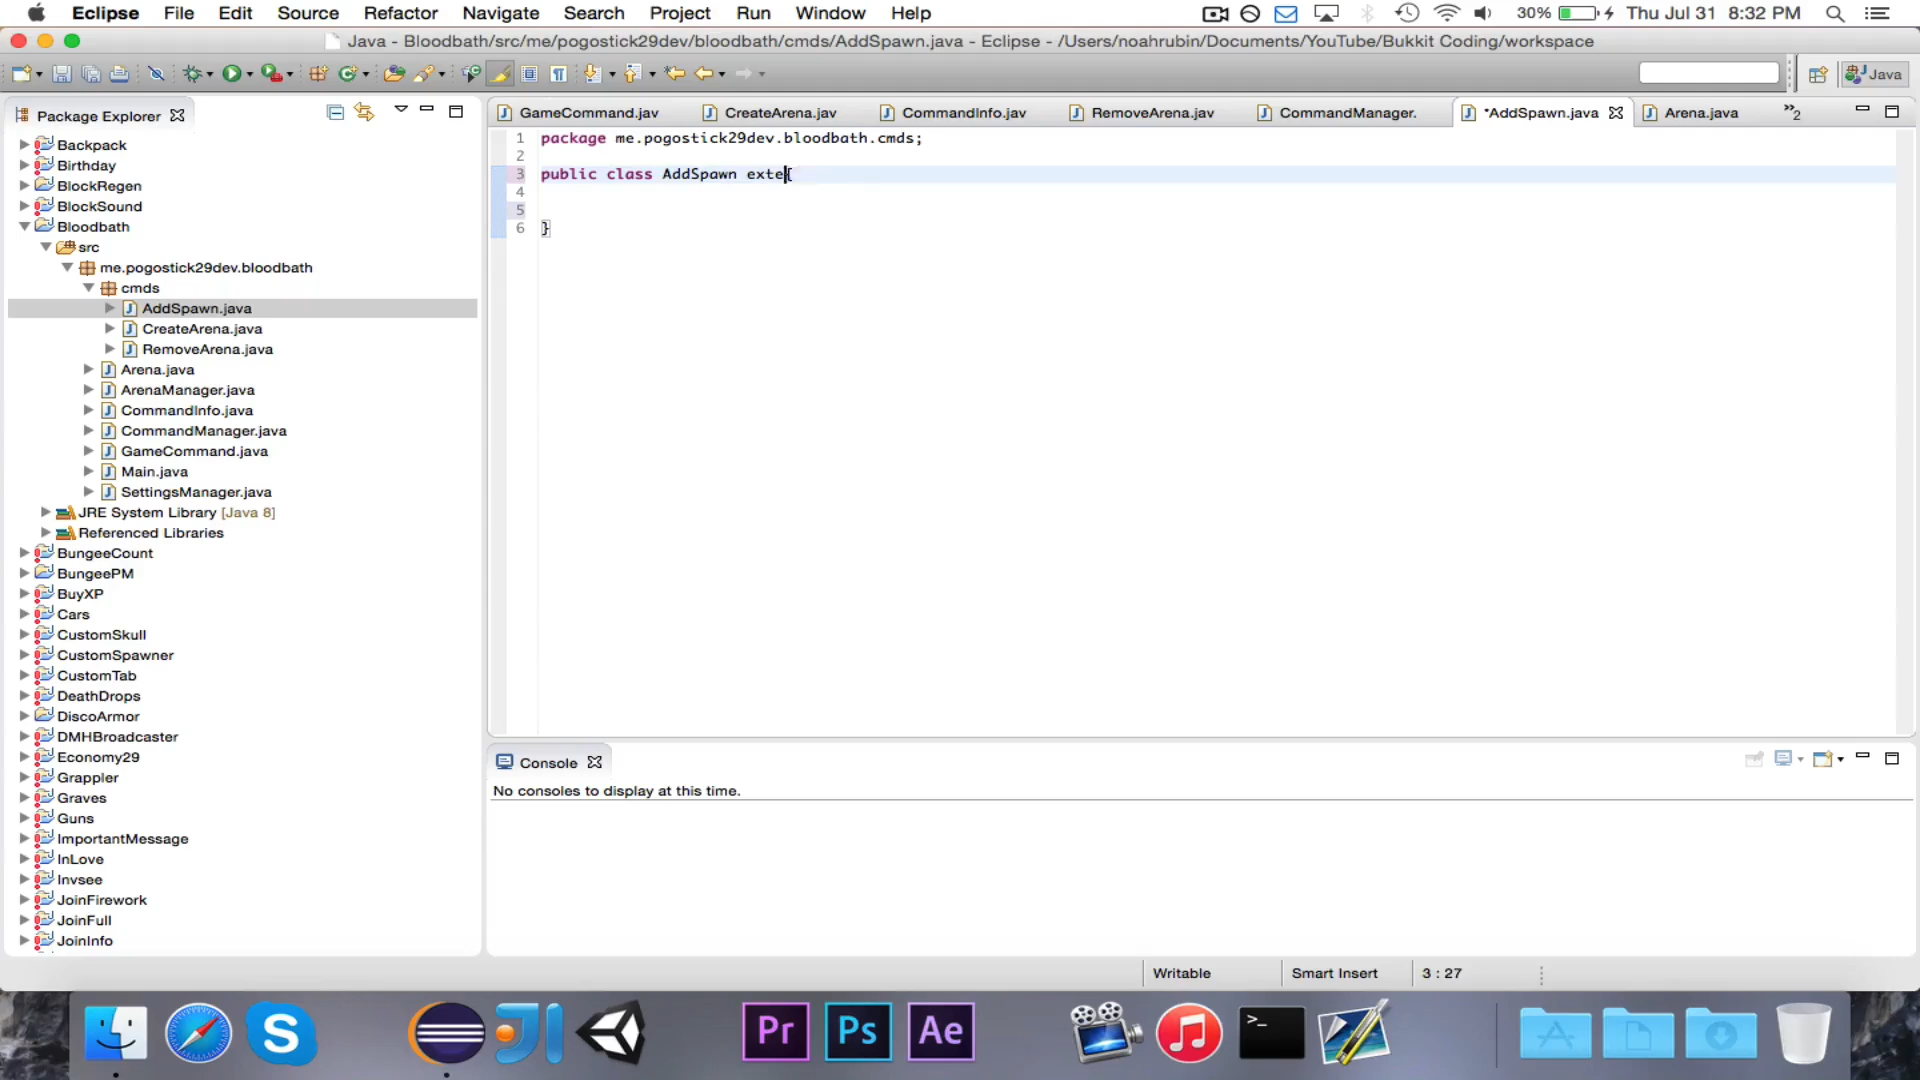 Eclipse File Edit Source Refactor Navigate Search Project Run Window Help 30% Thu Jul 31 8:32 PM
Java - Bloodbath/src/me/pogostick29dev/bloodbath/cmds/AddSpawn.java - Eclipse - /Users/noahrubin/Documents/YouTube/Bukkit Coding/workspace
Java
Package Explorer
GameCommand.jav CreateArena.jav CommandInfo.jav RemoveArena.jav CommandManager. *AddSpawn.java Arena.java »2
Backpack
Birthday
BlockRegen
BlockSound
Bloodbath
src
me.pogostick29dev.bloodbath
cmds
AddSpawn.java
CreateArena.java
RemoveArena.java
Arena.java
ArenaManager.java
CommandInfo.java
CommandManager.java
GameCommand.java
Main.java
SettingsManager.java
JRE System Library [Java 8]
Referenced Libraries
BungeeCount
BungeePM
BuyXP
Cars
CustomSkull
CustomSpawner
CustomTab
DeathDrops
DiscoArmor
DMHBroadcaster
Economy29
Grappler
Graves
Guns
ImportantMessage
InLove
Invsee
JoinFirework
JoinFull
JoinInfo
1 package me.pogostick29dev.bloodbath.cmds;
2
3 public class AddSpawn exte{
4
5
6 }
Console
No consoles to display at this time.
Writable Smart Insert 3 : 27
Pr Ps Ae